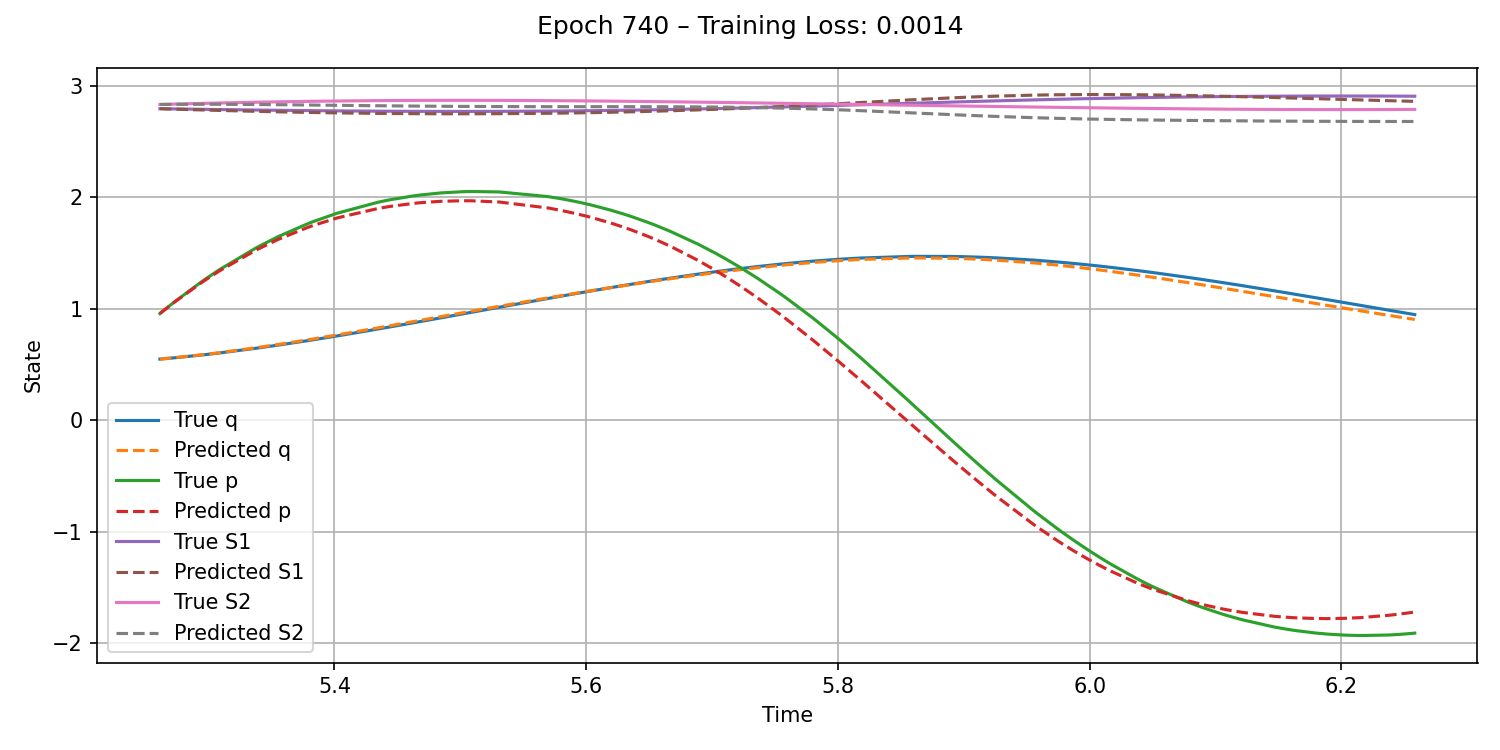 Epoch 740 – Training Loss: 0.0014
3
2
1
0
−1
−2
State
True q
Predicted q
True p
Predicted p
True S1
Predicted S1
True S2
Predicted S2
5.4 5.6 5.8 6.0 6.2
Time